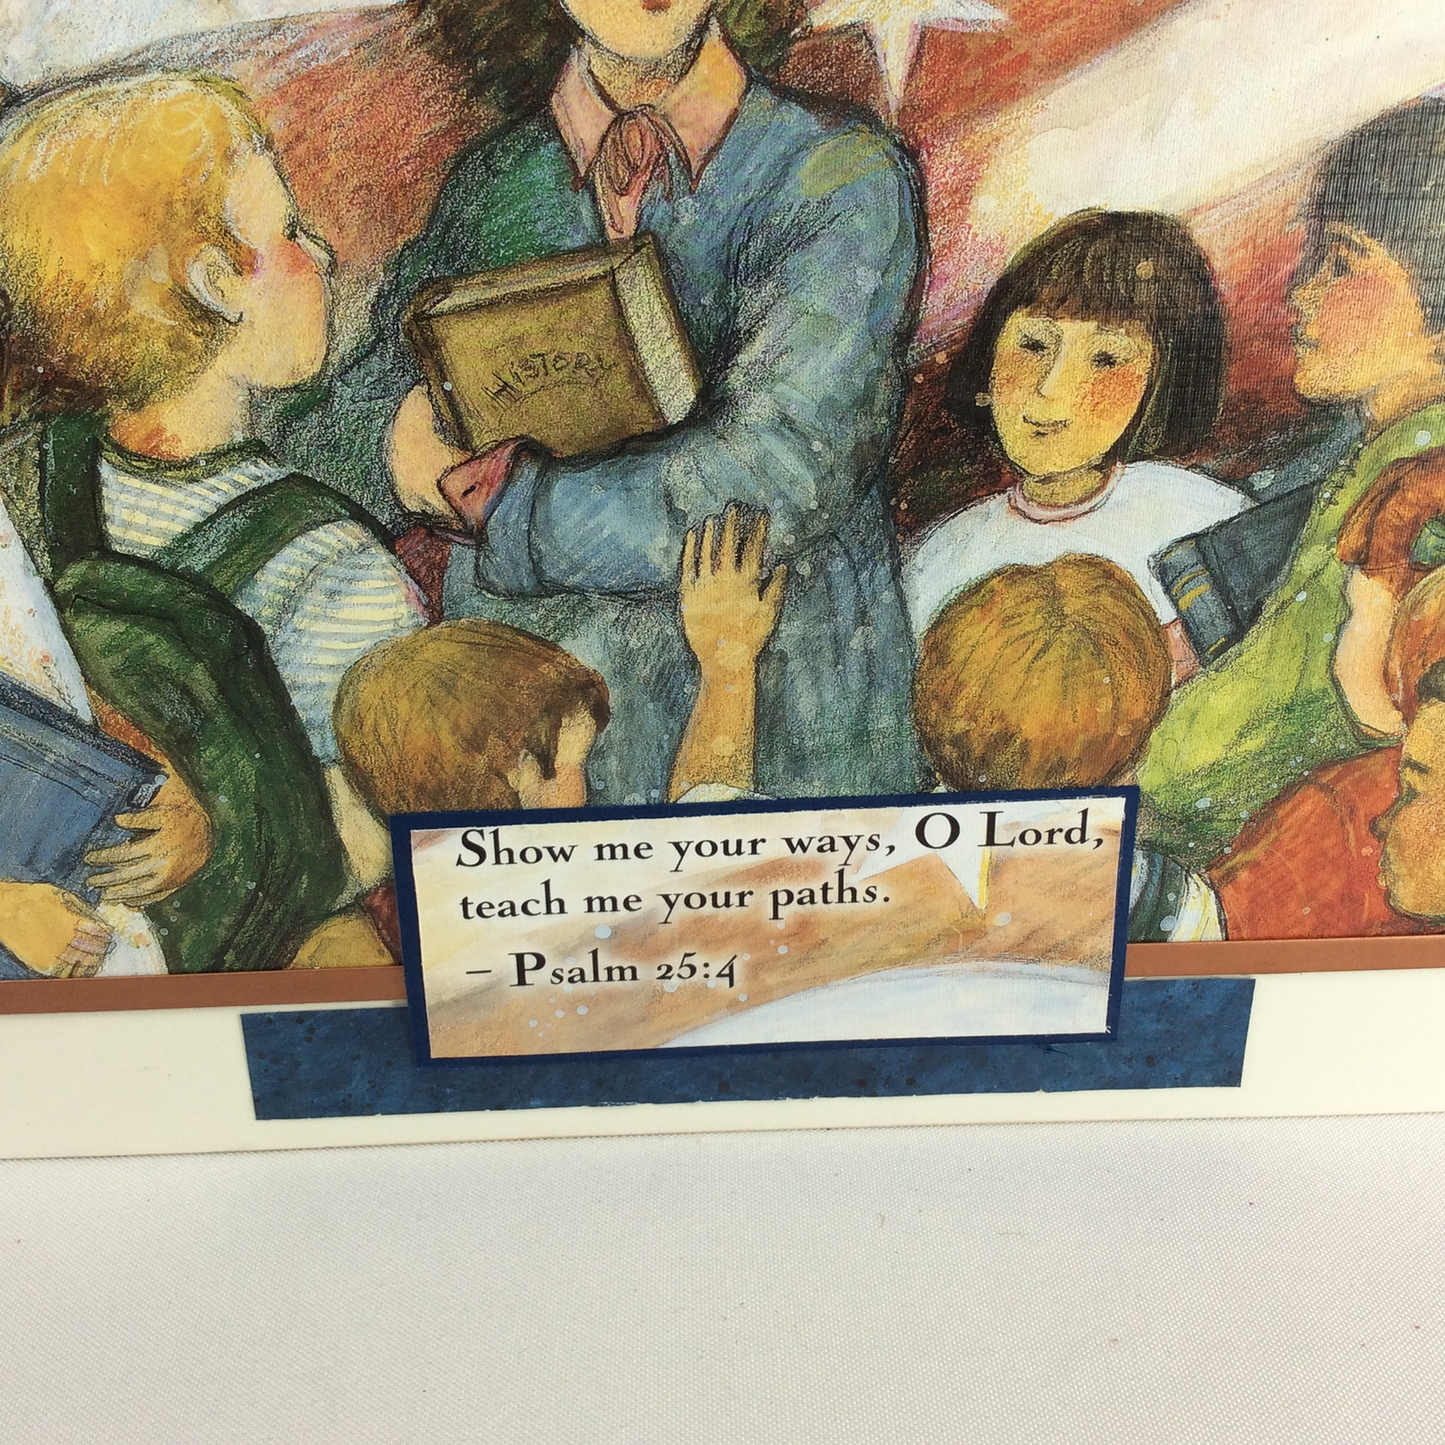 HISTORY
Show me your ways, O Lord,
teach me your paths.
– Psalm 25:4